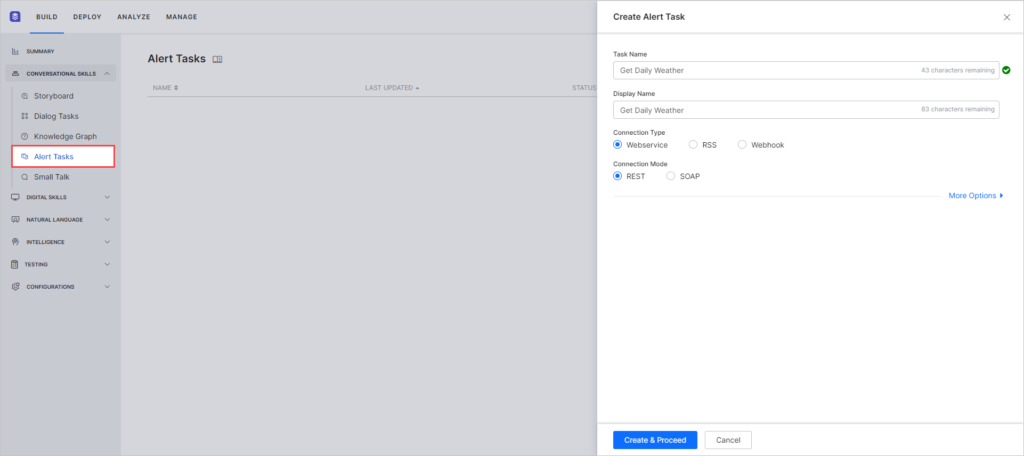 BUILD DEPLOY ANALYZE MANAGE
SUMMARY
CONVERSATIONAL SKILLS
Storyboard
Dialog Tasks
Knowledge Graph
Alert Tasks
Small Talk
DIGITAL SKILLS
NATURAL LANGUAGE
INTELLIGENCE
TESTING
CONFIGURATIONS
Alert Tasks
NAME LAST UPDATED STATUS
Create Alert Task
Task Name
Get Daily Weather 43 characters remaining
Display Name
Get Daily Weather 83 characters remaining
Connection Type
Webservice RSS Webhook
Connection Mode
REST SOAP
More Options
Create & Proceed Cancel